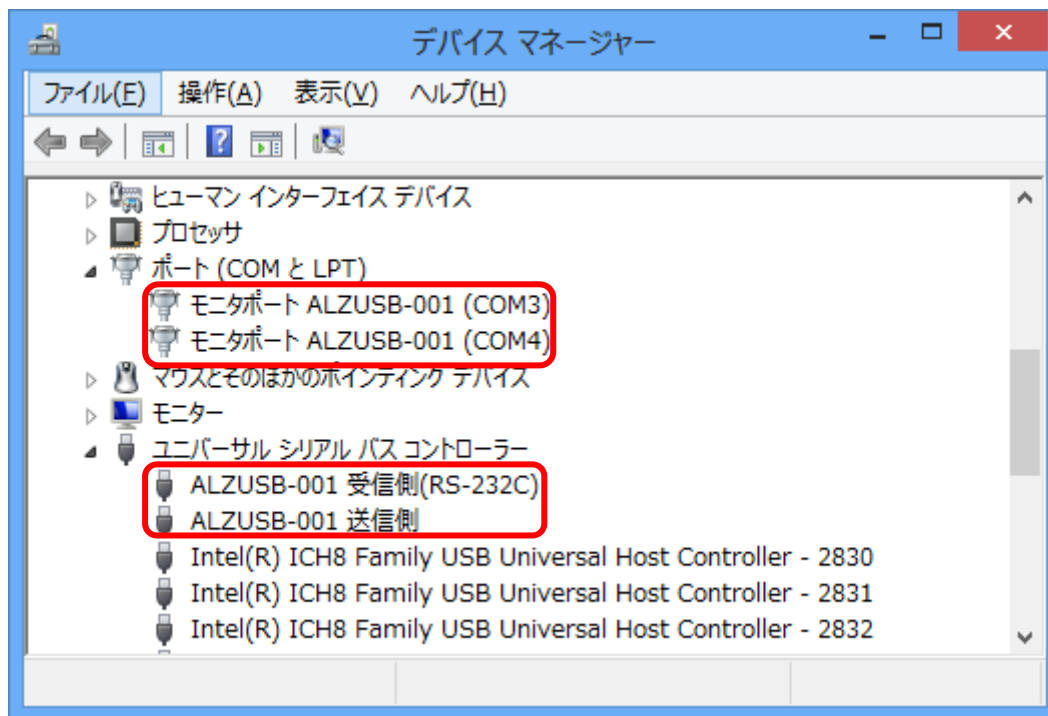 デバイス マネージャー
ファイル(F) 操作(A) 表示(V) ヘルプ(H)
ヒューマン インターフェイス デバイス
プロセッサ
ポート (COM と LPT)
モニタポート ALZUSB-001 (COM3)
モニタポート ALZUSB-001 (COM4)
マウスとそのほかのポインティング デバイス
モニター
ユニバーサル シリアル バス コントローラー
ALZUSB-001 受信側(RS-232C)
ALZUSB-001 送信側
Intel(R) ICH8 Family USB Universal Host Controller - 2830
Intel(R) ICH8 Family USB Universal Host Controller - 2831
Intel(R) ICH8 Family USB Universal Host Controller - 2832